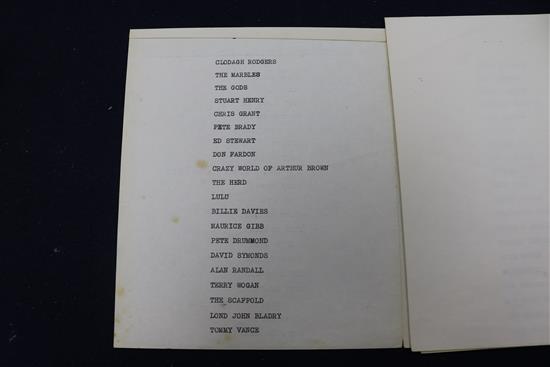 CLODAGH RODGERS
THE MARBLES
THE GODS
STUART HENRY
CHRIS GRANT
PETE BRADY
ED STEWART
DON FARDON
CRAZY WORLD OF ARTHUR BROWN
THE HERD
LULU
BILLIE DAVIES
MAURICE GIBB
PETE DRUMMOND
DAVID SYMONDS
ALAN RANDALL
TERRY WOGAN
THE SCAFFOLD
LOND JOHN BLADRY
TOMMY VANCE